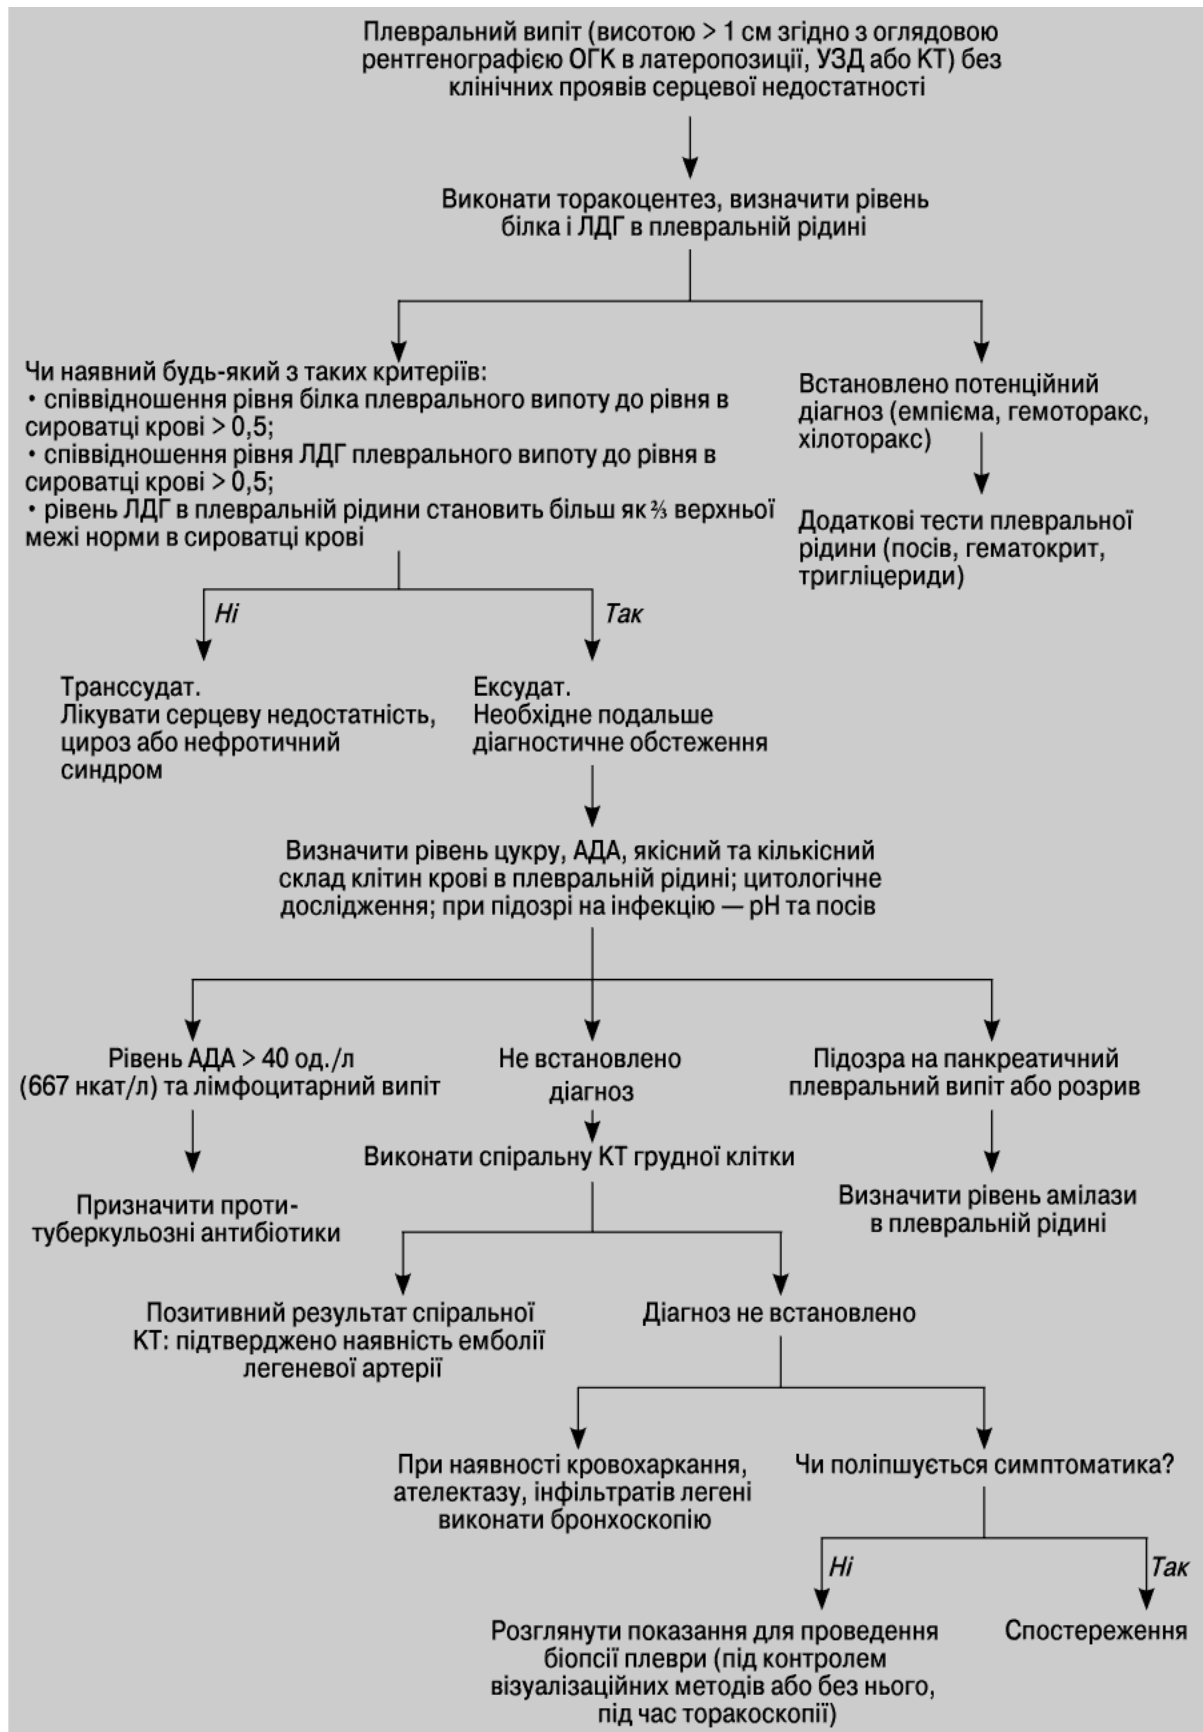 Плевральний випіт (висотою > 1 см згідно з оглядовою
рентгенографією ОГК в латеропозиції, УЗД або КТ) без
клінічних проявів серцевої недостатності
Виконати торакоцентез, визначити рівень
білка і ЛДГ в плевральній рідині
Чи наявний будь-який з таких критеріїв:
• співвідношення рівня білка плеврального випоту до рівня в
сироватці крові > 0,5;
• співвідношення рівня ЛДГ плеврального випоту до рівня в
сироватці крові > 0,5;
• рівень ЛДГ в плевральній рідини становить більш як ⅔ верхньої
межі норми в сироватці крові
Встановлено потенційний
діагноз (емпієма, гемоторакс,
хілоторакс)
Додаткові тести плевральної
рідини (посів, гематокрит,
тригліцериди)
Ні
Так
Транссудат.
Лікувати серцеву недостатність,
цироз або нефротичний
синдром
Ексудат.
Необхідне подальше
діагностичне обстеження
Визначити рівень цукру, АДА, якісний та кількісний
склад клітин крові в плевральній рідині; цитологічне
дослідження; при підозрі на інфекцію — рН та посів
Рівень АДА > 40 од./л
(667 нкат/л) та лімфоцитарний випіт
Не встановлено
діагноз
Підозра на панкреатичний
плевральний випіт або розрив
Призначити проти-
туберкульозні антибіотики
Виконати спіральну КТ грудної клітки
Визначити рівень амілази
в плевральній рідині
Позитивний результат спіральної
КТ: підтверджено наявність емболії
легеневої артерії
Діагноз не встановлено
При наявності кровохаркання,
ателектазу, інфільтратів легені
виконати бронхоскопію
Чи поліпшується симптоматика?
Ні
Так
Розглянути показання для проведення
біопсії плеври (під контролем
візуалізаційних методів або без нього,
під час торакоскопії)
Спостереження